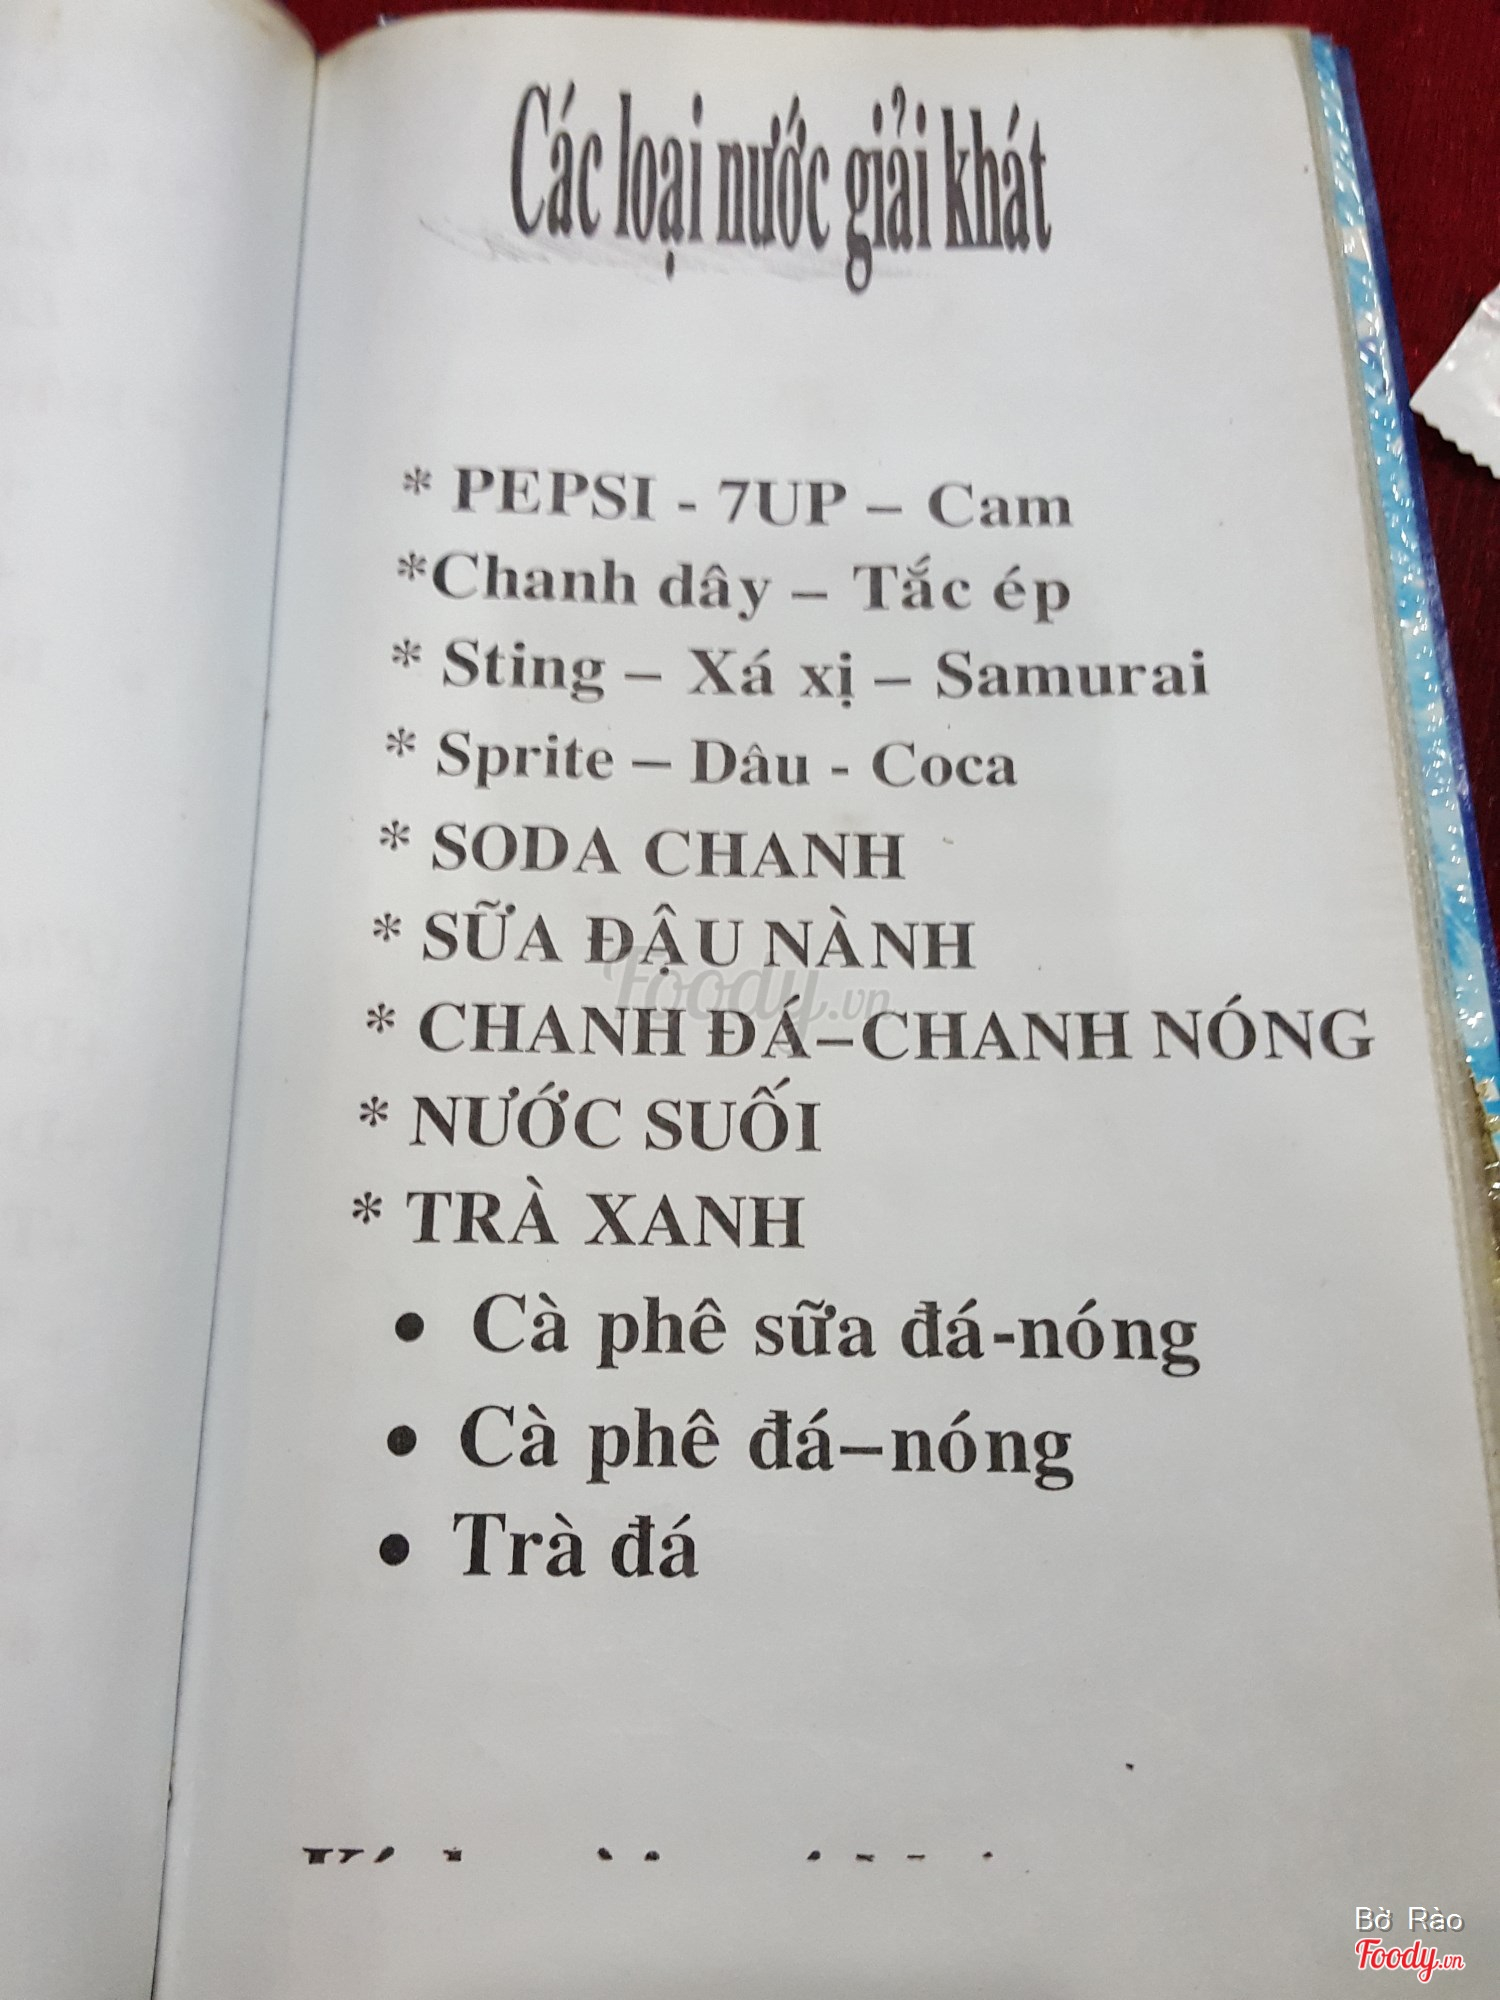 Các loại nước giải khát
* PEPSI - 7UP – Cam
*Chanh dây – Tắc ép
* Sting – Xá xị – Samurai
* Sprite – Dâu - Coca
* SODA CHANH
* SỮA ĐẬU NÀNH
Foody.vn
* CHANH ĐÁ–CHANH NÓNG
* NƯỚC SUỐI
* TRÀ XANH
• Cà phê sữa đá-nóng
• Cà phê đá–nóng
• Trà đá
Bờ Rào
Foody.vn